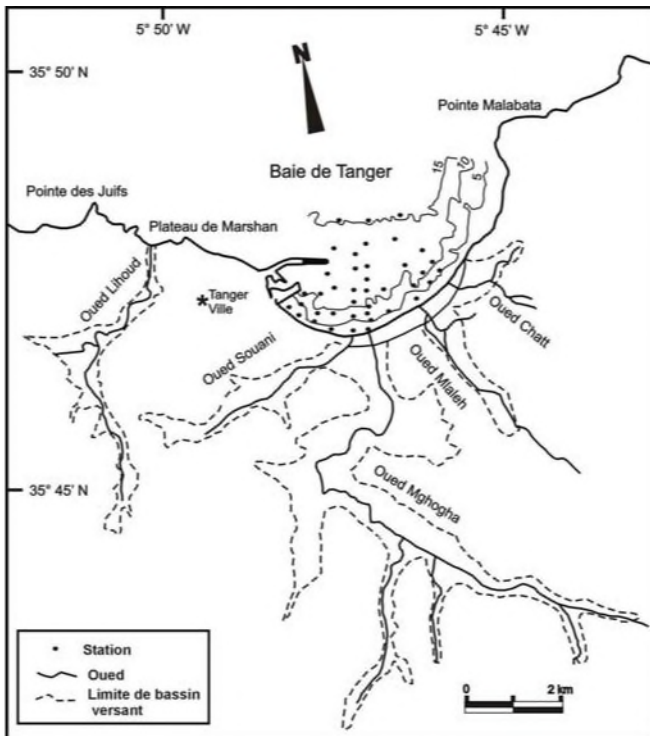 5° 50' W
5° 45' W
35° 50' N
N
Pointe Malabata
Baie de Tanger
15
10
5
Pointe des Juifs
Plateau de Marshan
Oued Lihoud
Tanger
Ville
Oued Souani
Oued Chatt
Oued Mlaleh
35° 45' N
Oued Mghogha
Station
Oued
Limite de bassin
versant
0 2 km